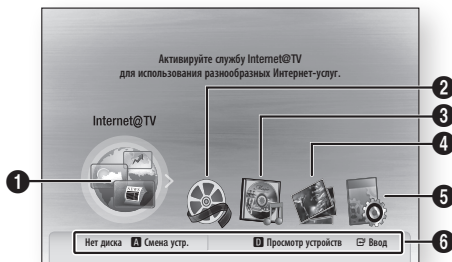 Активируйте службу Internet@TV
для использования разнообразных Интернет-услуг.
Internet@TV
NEWS
Нет диска A Смена устр. D Просмотр устройств Ввод
1
2
3
4
5
6